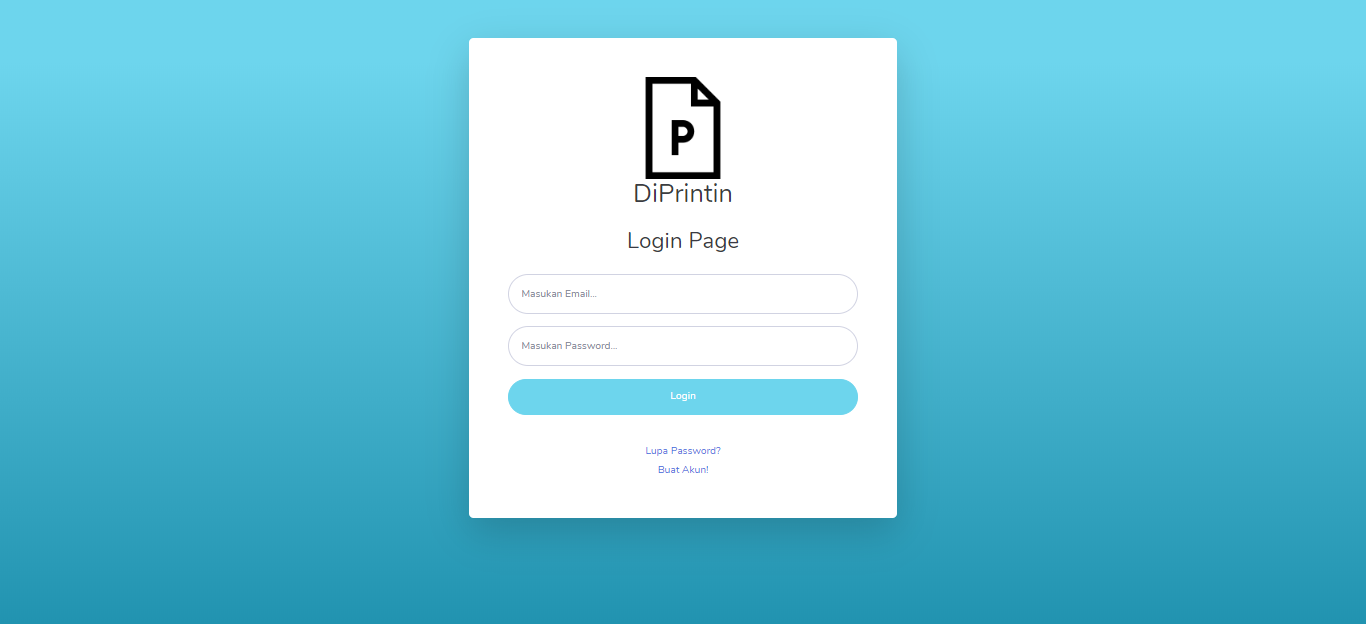 P
DiPrintin
Login Page
Masukan Email...
Masukan Password...
Login
Lupa Password?
Buat Akun!